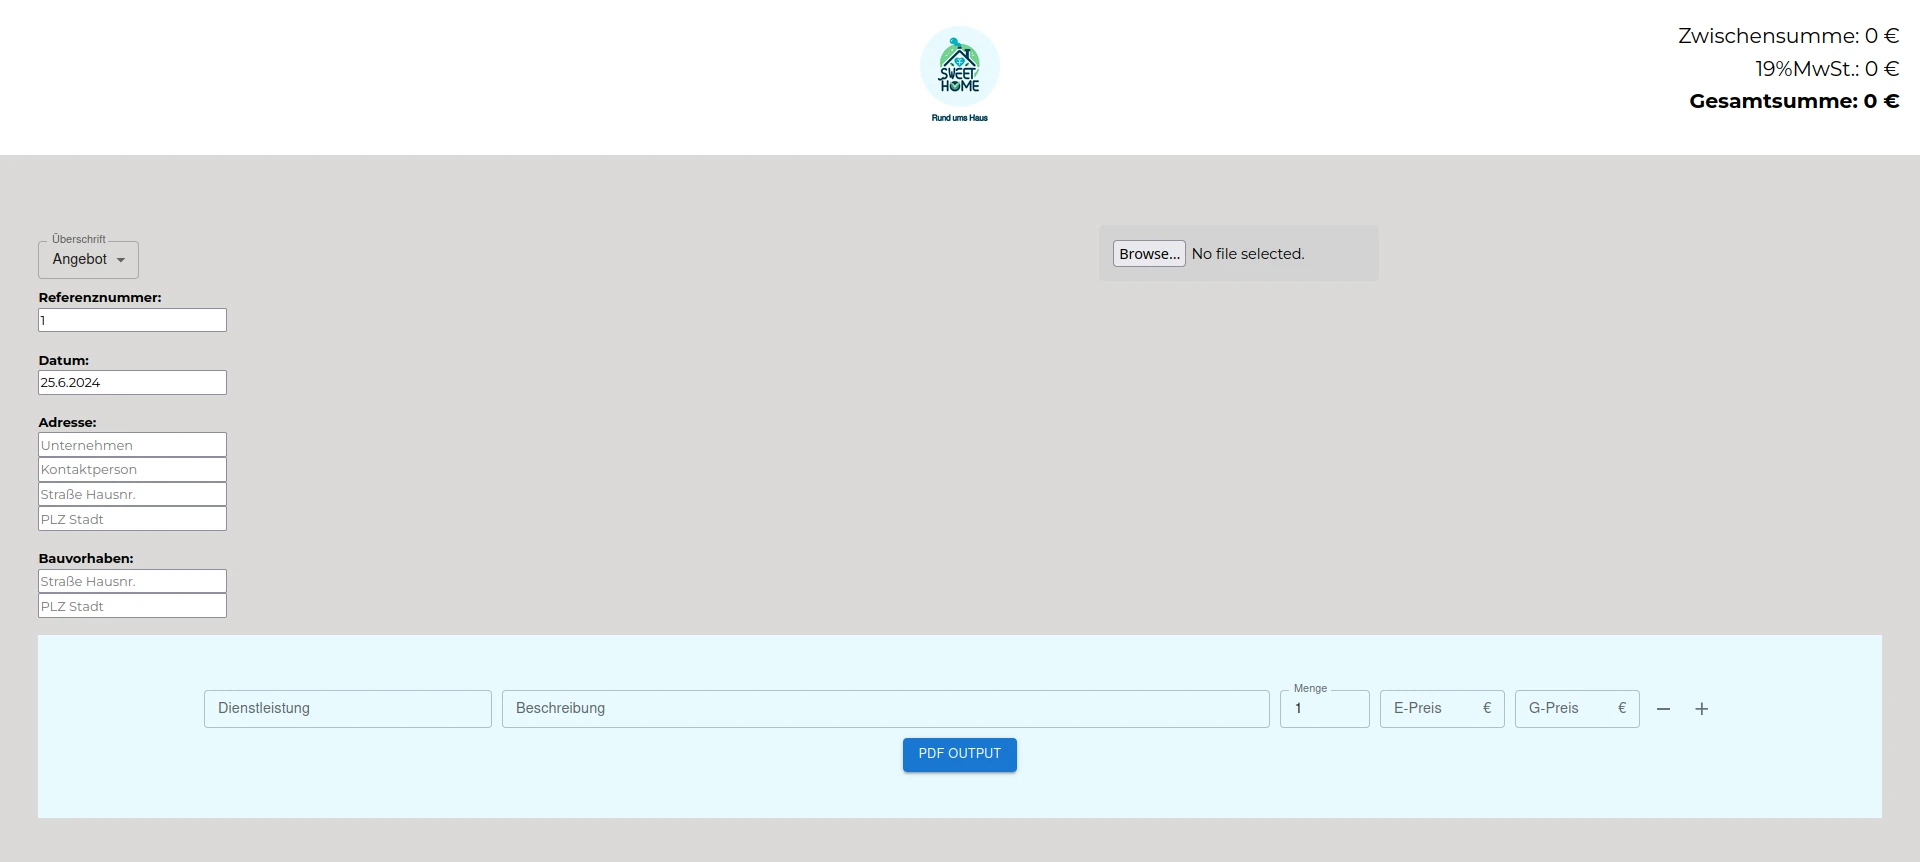 SWEET
HOME
Rund ums Haus
Zwischensumme: 0 €
19%MwSt.: 0 €
Gesamtsumme: 0 €
Überschrift
Angebot
Browse... No file selected.
Referenznummer:
1
Datum:
25.6.2024
Adresse:
Unternehmen
Kontaktperson
Straße Hausnr.
PLZ Stadt
Bauvorhaben:
Straße Hausnr.
PLZ Stadt
Menge
Dienstleistung Beschreibung 1 E-Preis € G-Preis € − +
PDF OUTPUT